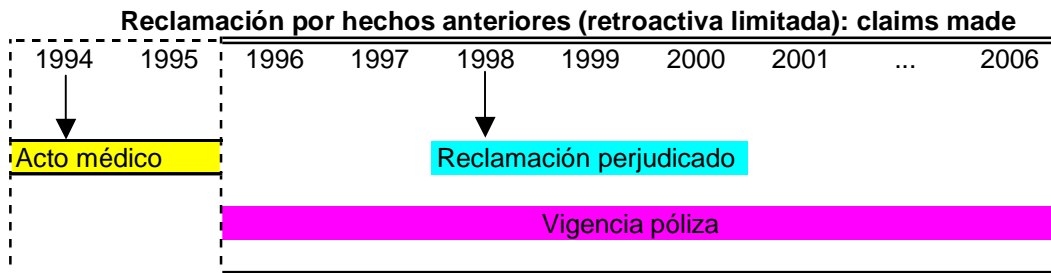 Reclamación por hechos anteriores (retroactiva limitada): claims made
1994 1995 1996 1997 1998 1999 2000 2001 ... 2006
Acto médico Reclamación perjudicado
Vigencia póliza